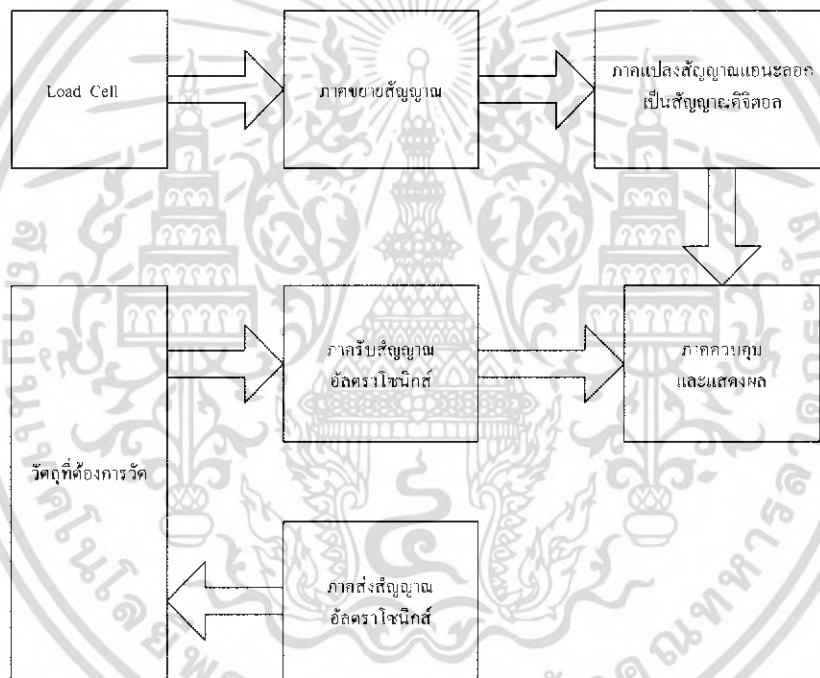 Load Cell
ภาคขยายสัญญาณ
ภาคแปลงสัญญาณแอนะลอก
เป็นสัญญาณดิจิตอล
ภาครับสัญญาณ
อัลตราโซนิกส์
ภาคควบคุม
และแสดงผล
วัตถุที่ต้องการวัด
ภาคส่งสัญญาณ
อัลตราโซนิกส์